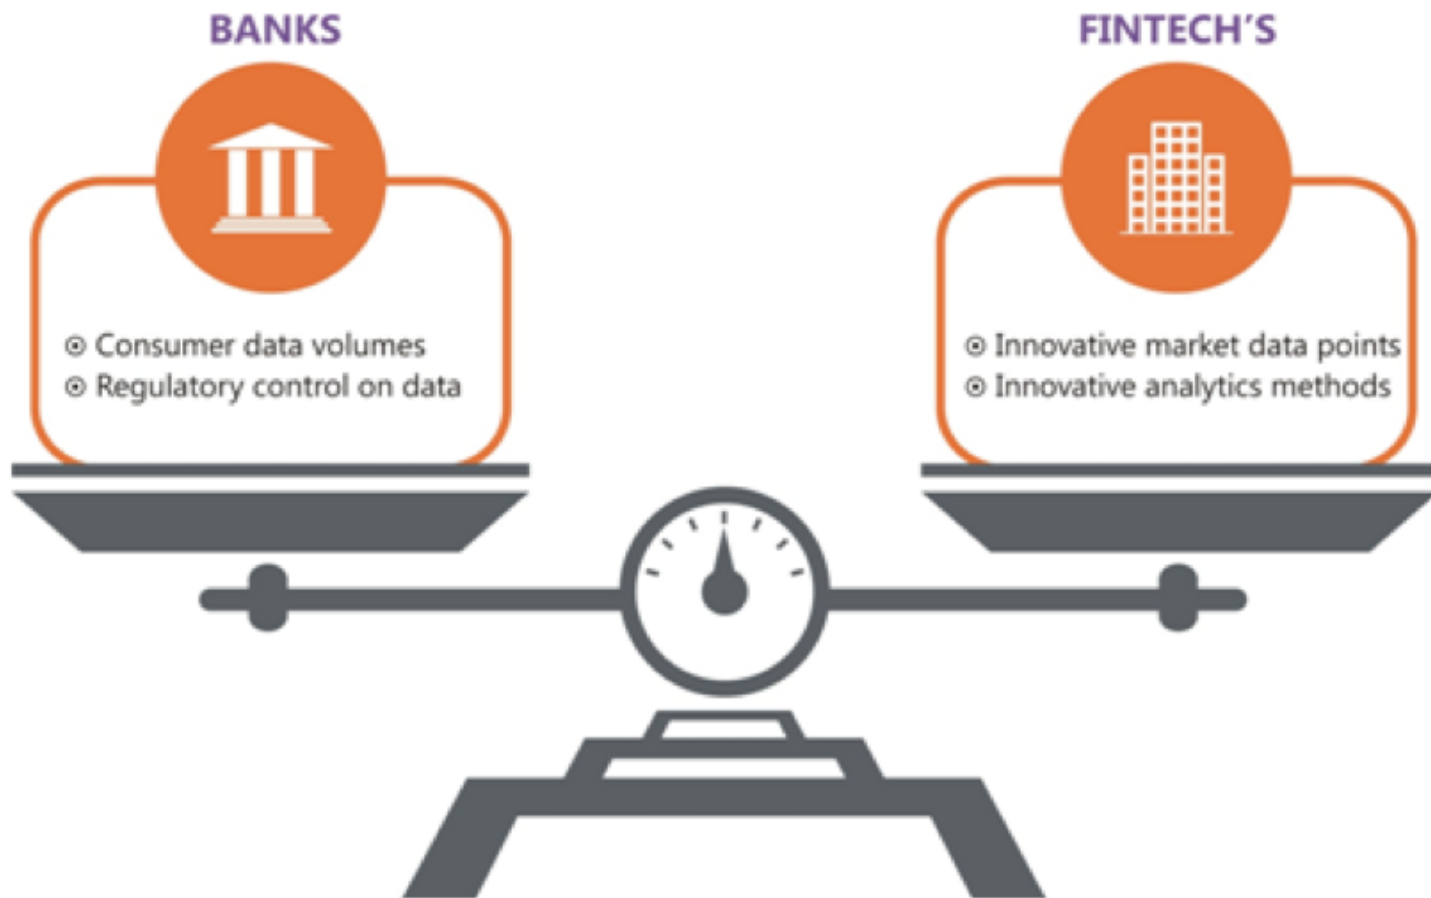 BANKS
FINTECH'S
Consumer data volumes
Regulatory control on data
Innovative market data points
Innovative analytics methods